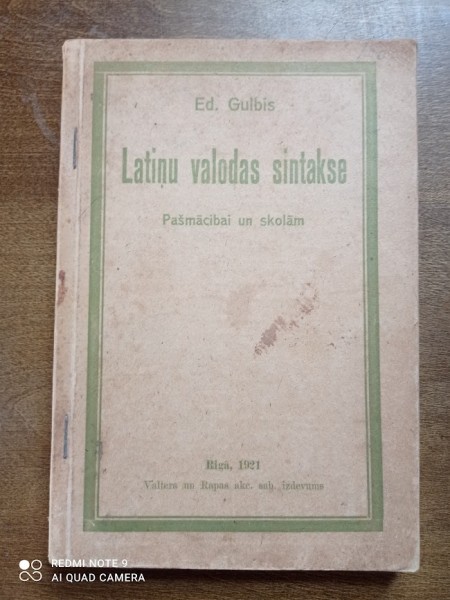 Ed. Gulbis
Latiņu valodas sintakse
Pašmācibai un skolām
Rīgā, 1921
Valtera un Rapas akc. sab. izdevums
REDMI NOTE 9
AI QUAD CAMERA